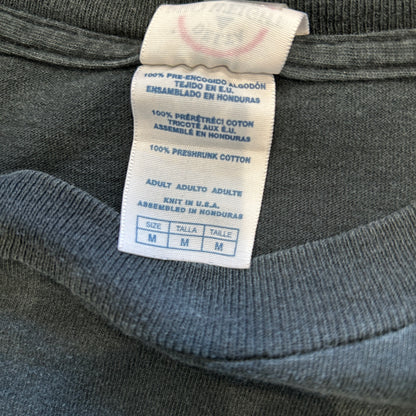 100% PRE-ENCOGIDO ALGODÓN
TEJIDO EN E.U.
ENSAMBLADO EN HONDURAS
100% PRÉRÉTRÉCI COTON
TRICOTÉ AUX É.U.
ASSEMBLÉ EN HONDURAS
100% PRESHRUNK COTTON
ADULT ADULTO ADULTE
KNIT IN U.S.A.
ASSEMBLED IN HONDURAS
SIZE TALLA TAILLE
M M M